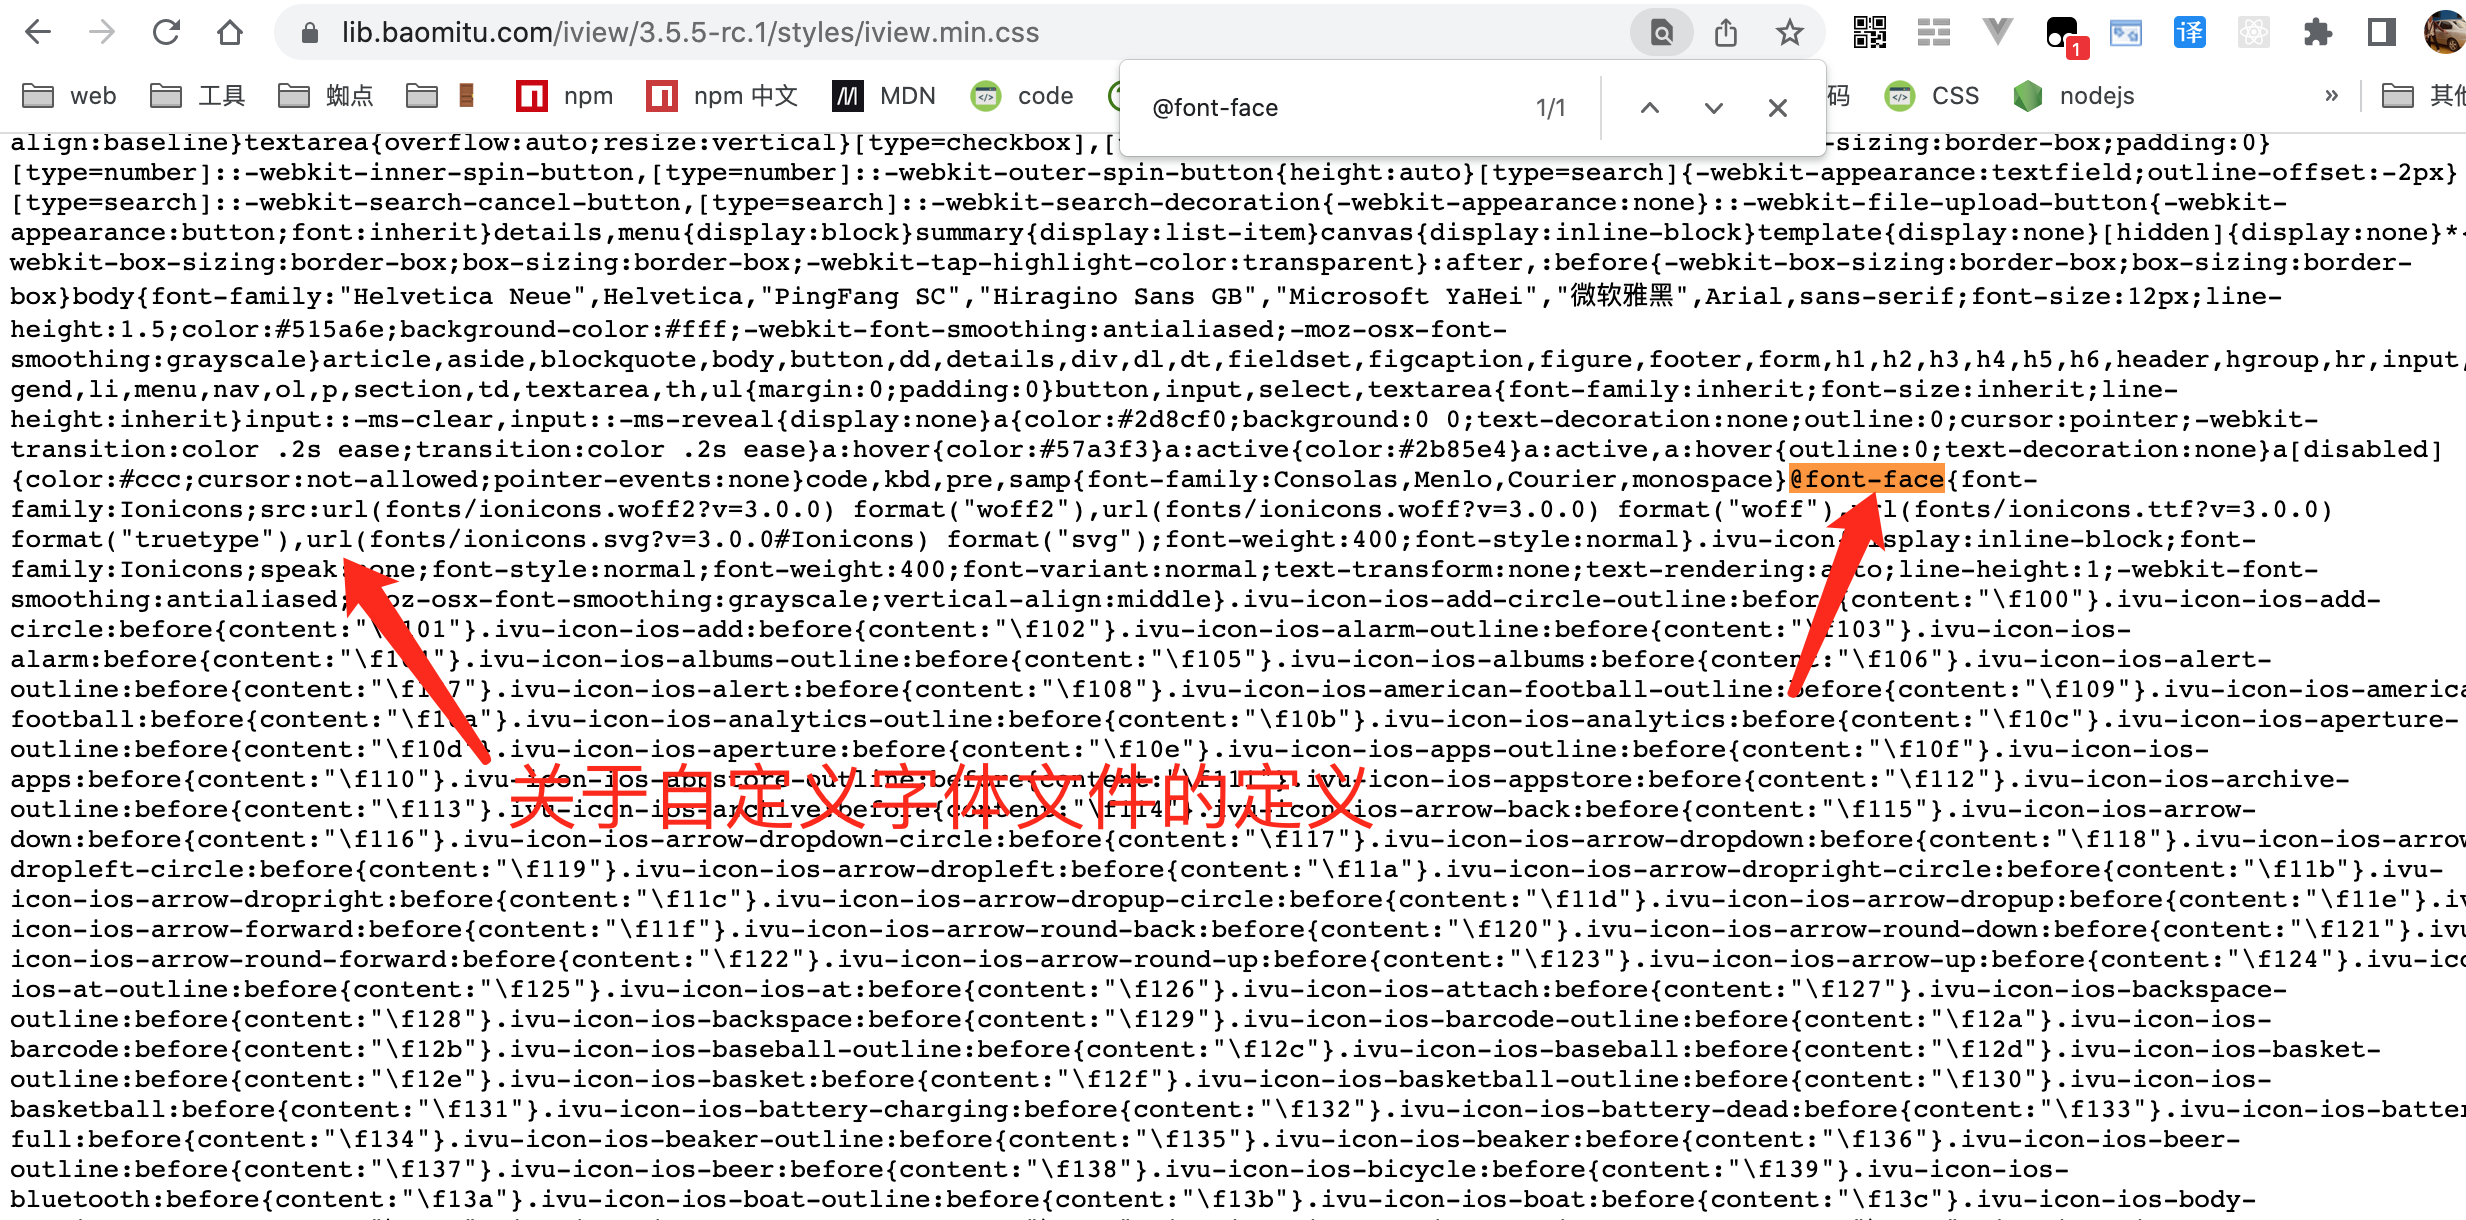 lib.baomitu.com/iview/3.5.5-rc.1/styles/iview.min.css
译
1
web 工具 蜘点 npm npm 中文 MDN code 码 CSS nodejs » 其他
@font-face 1/1
align:baseline}textarea{overflow:auto;resize:vertical}[type=checkbox],[ -sizing:border-box;padding:0}
[type=number]::-webkit-inner-spin-button,[type=number]::-webkit-outer-spin-button{height:auto}[type=search]{-webkit-appearance:textfield;outline-offset:-2px}
[type=search]::-webkit-search-cancel-button,[type=search]::-webkit-search-decoration{-webkit-appearance:none}::-webkit-file-upload-button{-webkit-
appearance:button;font:inherit}details,menu{display:block}summary{display:list-item}canvas{display:inline-block}template{display:none}[hidden]{display:none}*{
webkit-box-sizing:border-box;box-sizing:border-box;-webkit-tap-highlight-color:transparent}:after,:before{-webkit-box-sizing:border-box;box-sizing:border-
box}body{font-family:"Helvetica Neue",Helvetica,"PingFang SC","Hiragino Sans GB","Microsoft YaHei","微软雅黑",Arial,sans-serif;font-size:12px;line-
height:1.5;color:#515a6e;background-color:#fff;-webkit-font-smoothing:antialiased;-moz-osx-font-
smoothing:grayscale}article,aside,blockquote,body,button,dd,details,div,dl,dt,fieldset,figcaption,figure,footer,form,h1,h2,h3,h4,h5,h6,header,hgroup,hr,input,
gend,li,menu,nav,ol,p,section,td,textarea,th,ul{margin:0;padding:0}button,input,select,textarea{font-family:inherit;font-size:inherit;line-
height:inherit}input::-ms-clear,input::-ms-reveal{display:none}a{color:#2d8cf0;background:0 0;text-decoration:none;outline:0;cursor:pointer;-webkit-
transition:color .2s ease;transition:color .2s ease}a:hover{color:#57a3f3}a:active{color:#2b85e4}a:active,a:hover{outline:0;text-decoration:none}a[disabled]
{color:#ccc;cursor:not-allowed;pointer-events:none}code,kbd,pre,samp{font-family:Consolas,Menlo,Courier,monospace}@font-face{font-
family:Ionicons;src:url(fonts/ionicons.woff2?v=3.0.0) format("woff2"),url(fonts/ionicons.woff?v=3.0.0) format("woff"),url(fonts/ionicons.ttf?v=3.0.0)
format("truetype"),url(fonts/ionicons.svg?v=3.0.0#Ionicons) format("svg");font-weight:400;font-style:normal}.ivu-icon{display:inline-block;font-
family:Ionicons;speak:none;font-style:normal;font-weight:400;font-variant:normal;text-transform:none;text-rendering:auto;line-height:1;-webkit-font-
smoothing:antialiased;-moz-osx-font-smoothing:grayscale;vertical-align:middle}.ivu-icon-ios-add-circle-outline:before{content:"\f100"}.ivu-icon-ios-add-
circle:before{content:"\f101"}.ivu-icon-ios-add:before{content:"\f102"}.ivu-icon-ios-alarm-outline:before{content:"\f103"}.ivu-icon-ios-
alarm:before{content:"\f104"}.ivu-icon-ios-albums-outline:before{content:"\f105"}.ivu-icon-ios-albums:before{content:"\f106"}.ivu-icon-ios-alert-
outline:before{content:"\f107"}.ivu-icon-ios-alert:before{content:"\f108"}.ivu-icon-ios-american-football-outline:before{content:"\f109"}.ivu-icon-ios-america
football:before{content:"\f10a"}.ivu-icon-ios-analytics-outline:before{content:"\f10b"}.ivu-icon-ios-analytics:before{content:"\f10c"}.ivu-icon-ios-aperture-
outline:before{content:"\f10d"}.ivu-icon-ios-aperture:before{content:"\f10e"}.ivu-icon-ios-apps-outline:before{content:"\f10f"}.ivu-icon-ios-
apps:before{content:"\f110"}.ivu-icon-ios-appstore-outline:before{content:"\f111"}.ivu-icon-ios-appstore:before{content:"\f112"}.ivu-icon-ios-archive-
关于自定义字体文件的定义
outline:before{content:"\f113"}.ivu-icon-ios-archive:before{content:"\f114"}.ivu-icon-ios-arrow-back:before{content:"\f115"}.ivu-icon-ios-arrow-
down:before{content:"\f116"}.ivu-icon-ios-arrow-dropdown-circle:before{content:"\f117"}.ivu-icon-ios-arrow-dropdown:before{content:"\f118"}.ivu-icon-ios-arrow
dropleft-circle:before{content:"\f119"}.ivu-icon-ios-arrow-dropleft:before{content:"\f11a"}.ivu-icon-ios-arrow-dropright-circle:before{content:"\f11b"}.ivu-
icon-ios-arrow-dropright:before{content:"\f11c"}.ivu-icon-ios-arrow-dropup-circle:before{content:"\f11d"}.ivu-icon-ios-arrow-dropup:before{content:"\f11e"}.iv
icon-ios-arrow-forward:before{content:"\f11f"}.ivu-icon-ios-arrow-round-back:before{content:"\f120"}.ivu-icon-ios-arrow-round-down:before{content:"\f121"}.ivu
icon-ios-arrow-round-forward:before{content:"\f122"}.ivu-icon-ios-arrow-round-up:before{content:"\f123"}.ivu-icon-ios-arrow-up:before{content:"\f124"}.ivu-ico
ios-at-outline:before{content:"\f125"}.ivu-icon-ios-at:before{content:"\f126"}.ivu-icon-ios-attach:before{content:"\f127"}.ivu-icon-ios-backspace-
outline:before{content:"\f128"}.ivu-icon-ios-backspace:before{content:"\f129"}.ivu-icon-ios-barcode-outline:before{content:"\f12a"}.ivu-icon-ios-
barcode:before{content:"\f12b"}.ivu-icon-ios-baseball-outline:before{content:"\f12c"}.ivu-icon-ios-baseball:before{content:"\f12d"}.ivu-icon-ios-basket-
outline:before{content:"\f12e"}.ivu-icon-ios-basket:before{content:"\f12f"}.ivu-icon-ios-basketball-outline:before{content:"\f130"}.ivu-icon-ios-
basketball:before{content:"\f131"}.ivu-icon-ios-battery-charging:before{content:"\f132"}.ivu-icon-ios-battery-dead:before{content:"\f133"}.ivu-icon-ios-batter
full:before{content:"\f134"}.ivu-icon-ios-beaker-outline:before{content:"\f135"}.ivu-icon-ios-beaker:before{content:"\f136"}.ivu-icon-ios-beer-
outline:before{content:"\f137"}.ivu-icon-ios-beer:before{content:"\f138"}.ivu-icon-ios-bicycle:before{content:"\f139"}.ivu-icon-ios-
bluetooth:before{content:"\f13a"}.ivu-icon-ios-boat-outline:before{content:"\f13b"}.ivu-icon-ios-boat:before{content:"\f13c"}.ivu-icon-ios-body-